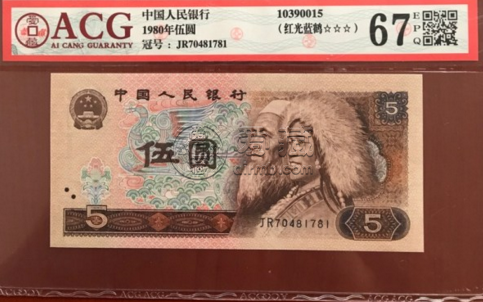 ACG
AI CANG GUARANTY
中国人民银行
1980年伍圆
冠号：JR70481781
10390015
（红光蓝鹤☆☆☆）
67 EPQ
中国人民银行
5
伍圆
JR70481781
5
5